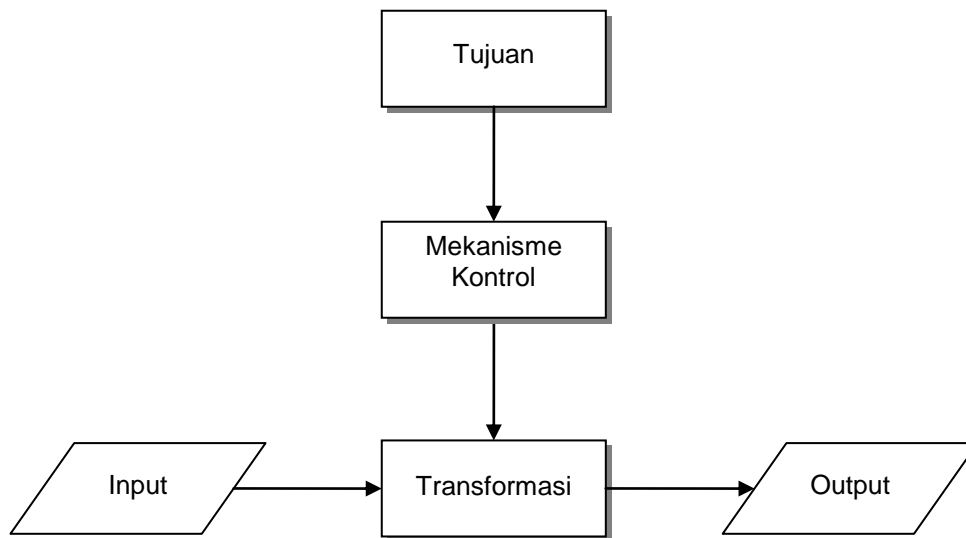 Tujuan
Mekanisme
Kontrol
Input
Transformasi
Output